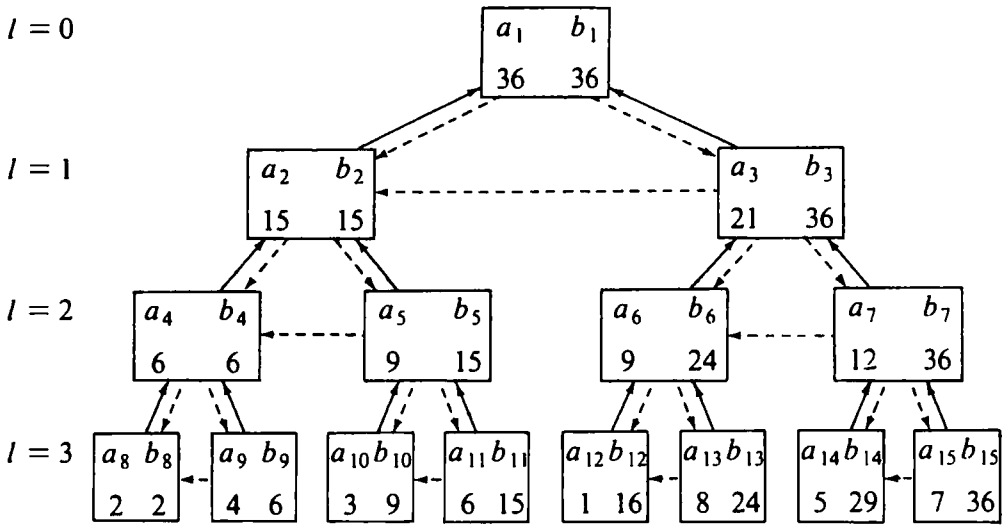 l = 0
a1 b1
36 36
l = 1
a2 b2 a3 b3
15 15 21 36
l = 2
a4 b4 a5 b5 a6 b6 a7 b7
6 6 9 15 9 24 12 36
l = 3
a8 b8 a9 b9 a10 b10 a11 b11 a12 b12 a13 b13 a14 b14 a15 b15
2 2 4 6 3 9 6 15 1 16 8 24 5 29 7 36